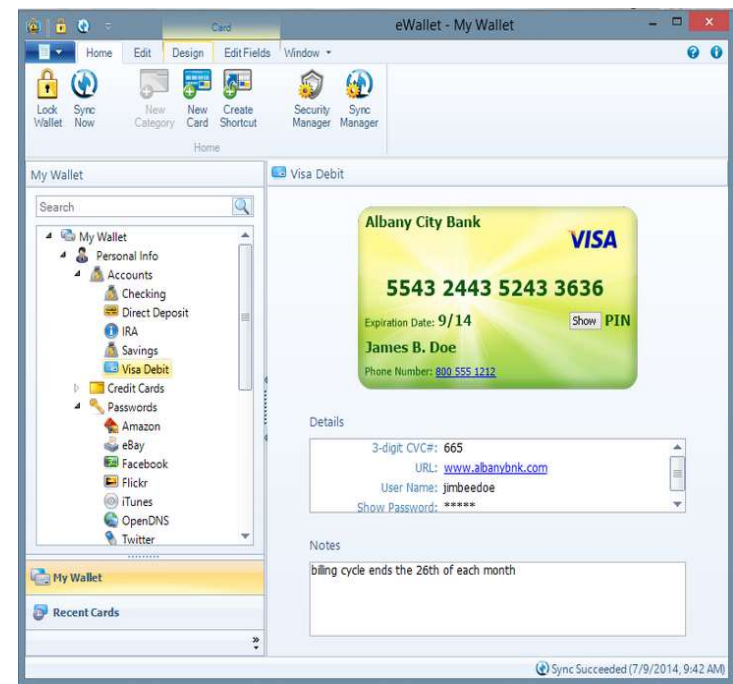 Card
eWallet - My Wallet
Home Edit Design Edit Fields Window
Lock Wallet
Sync Now
New Category
New Card
Create Shortcut
Security Manager
Sync Manager
Home
My Wallet
Search
My Wallet
Personal Info
Accounts
Checking
Direct Deposit
IRA
Savings
Visa Debit
Credit Cards
Passwords
Amazon
eBay
Facebook
Flickr
iTunes
OpenDNS
Twitter
My Wallet
Recent Cards
Visa Debit
Albany City Bank
VISA
5543 2443 5243 3636
Expiration Date: 9/14 Show PIN
James B. Doe
Phone Number: 800 555 1212
Details
3-digit CVC#: 665
URL: www.albanybnk.com
User Name: jimbeedoe
Show Password: *****
Notes
billing cycle ends the 26th of each month
Sync Succeeded (7/9/2014, 9:42 AM)